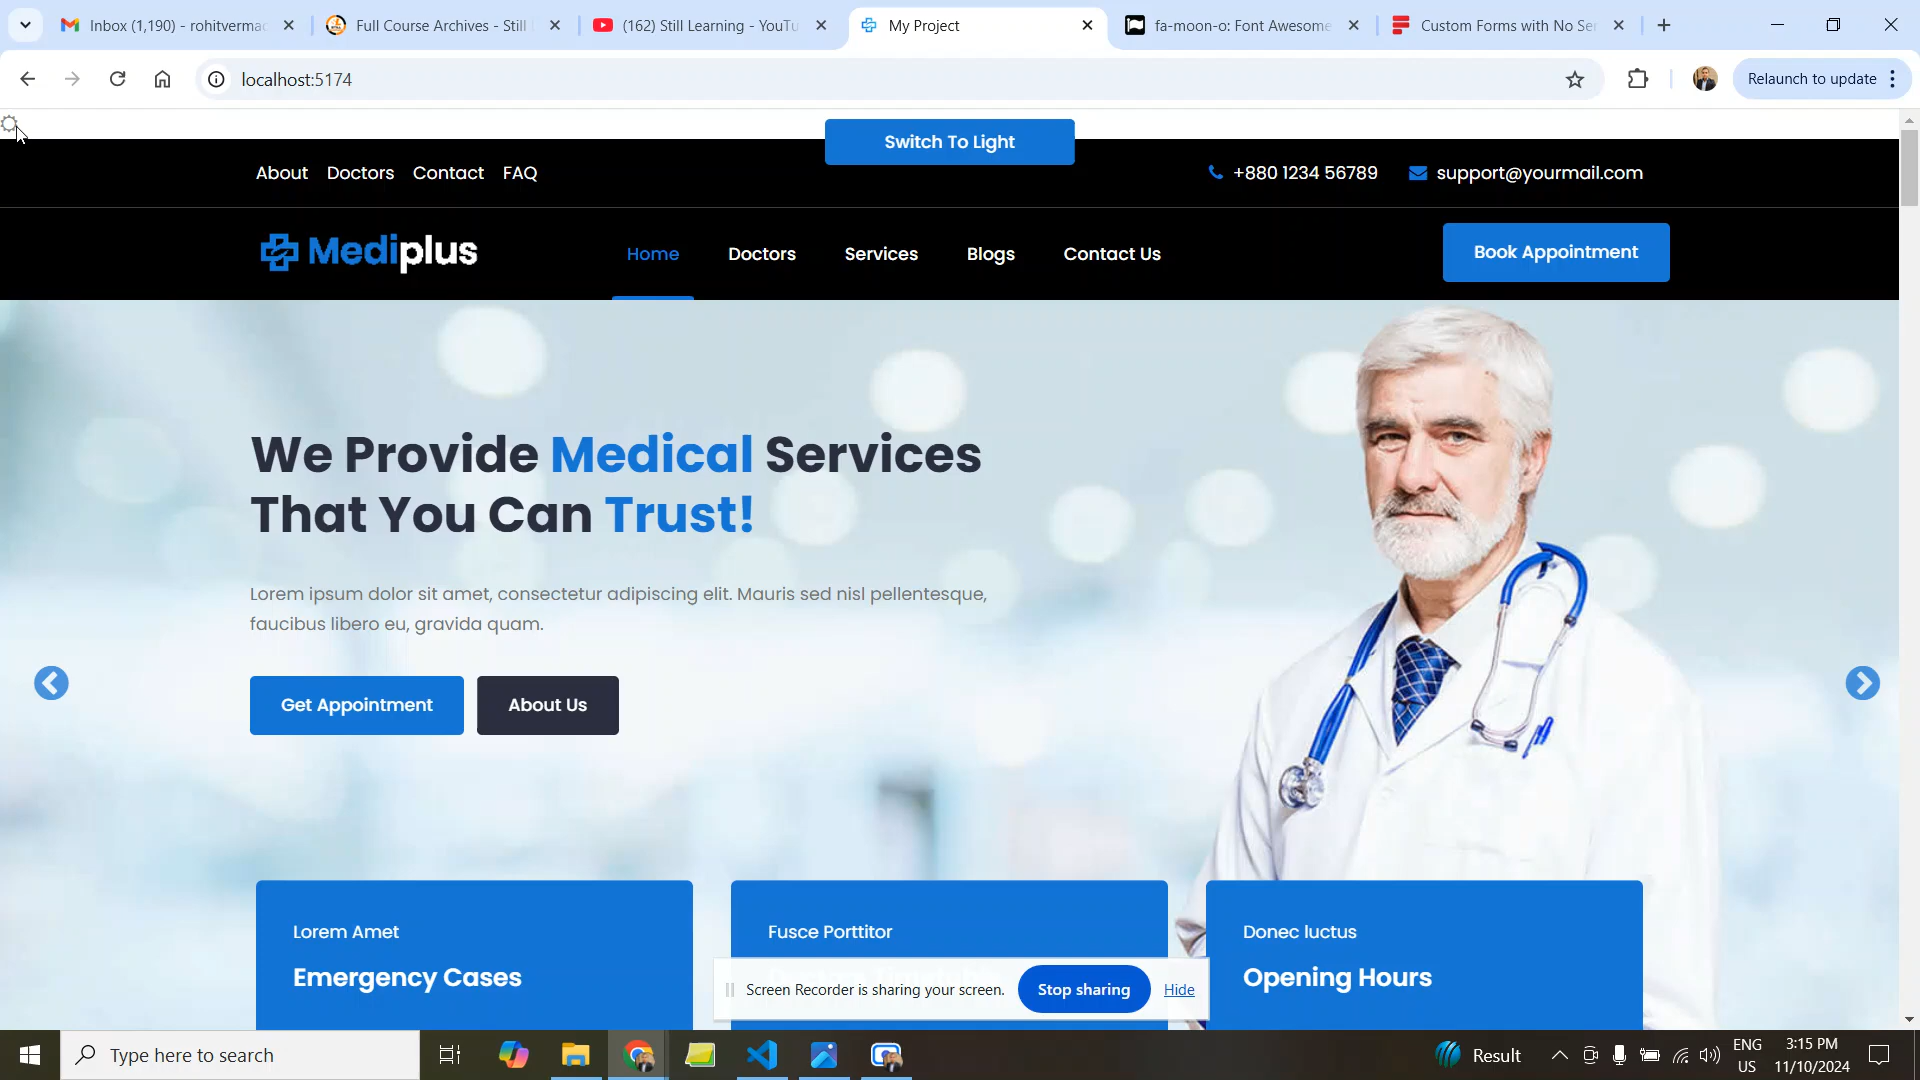 Inbox (1,190) - rohitvermac
Full Course Archives - Still
(162) Still Learning - YouTu
My Project
fa-moon-o: Font Awesome
Custom Forms with No Ser
localhost:5174
Relaunch to update
Switch To Light
About Doctors Contact FAQ
+880 1234 56789
support@yourmail.com
Mediplus
Home Doctors Services Blogs Contact Us
Book Appointment
We Provide Medical Services
That You Can Trust!
Lorem ipsum dolor sit amet, consectetur adipiscing elit. Mauris sed nisl pellentesque,
faucibus libero eu, gravida quam.
Get Appointment
About Us
Lorem Amet
Emergency Cases
Fusce Porttitor
Donec luctus
Opening Hours
Screen Recorder is sharing your screen.
Stop sharing
Hide
Type here to search
Result
ENG
US
3:15 PM
11/10/2024